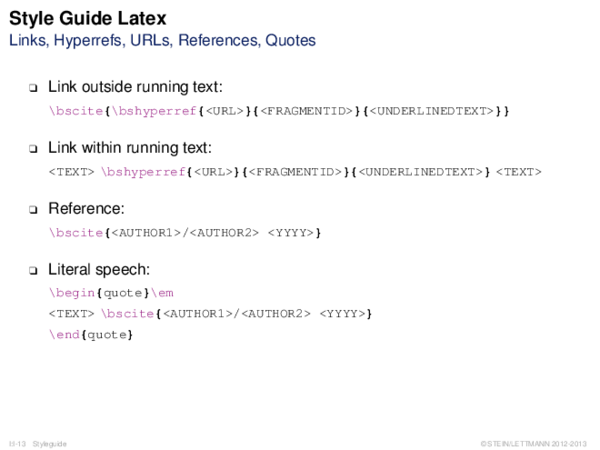 Style Guide Latex
Links, Hyperrefs, URLs, References, Quotes
❑ Link outside running text:
\bscite{\bshyperref{<URL>}{<FRAGMENTID>}{<UNDERLINEDTEXT>}}
❑ Link within running text:
<TEXT> \bshyperref{<URL>}{<FRAGMENTID>}{<UNDERLINEDTEXT>} <TEXT>
❑ Reference:
\bscite{<AUTHOR1>/<AUTHOR2> <YYYY>}
❑ Literal speech:
\begin{quote}\em
<TEXT> \bscite{<AUTHOR1>/<AUTHOR2> <YYYY>}
\end{quote}
III-13 Styleguide © STEIN/LETTMANN 2012-2013